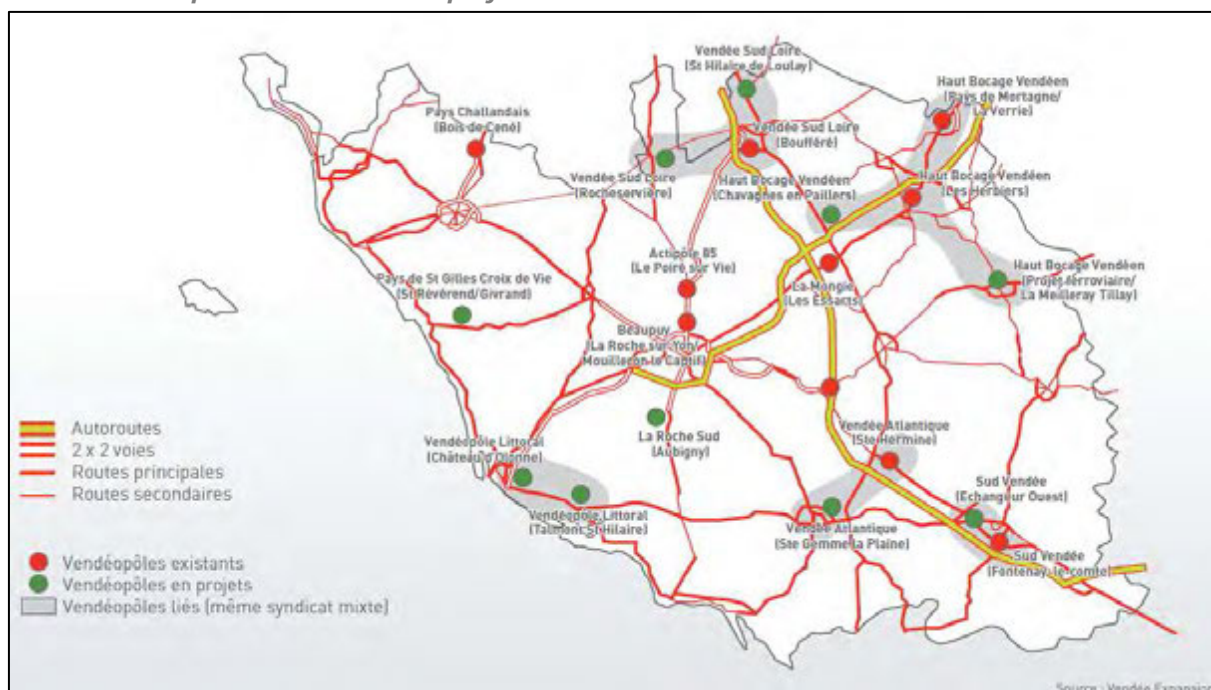 Vendée Sud Loire
(St Hilaire de Loulay)
Haut Bocage Vendéen
(Pays de Mortagne/
La Verrie)
Pays Challandais
(Bois de Cené)
Vendée Sud Loire
(Boufféré)
Vendée Sud Loire
(Rocheservière)
Haut Bocage Vendéen
(Chavagnes en Paillers)
Haut Bocage Vendéen
(Les Herbiers)
Actipôle 85
(Le Poiré sur Vie)
Pays de St Gilles Croix de Vie
(St Révérend/Givrand)
La Mongie
(Les Essarts)
Haut Bocage Vendéen
(Projet ferroviaire/
La Meilleray Tillay)
Beaupuy
(La Roche sur Yon/
Mouilleron le Captif)
La Roche Sud
(Aubigny)
Vendée Atlantique
(Ste Hermine)
Vendéopôle Littoral
(Château d'Olonne)
Vendéopôle Littoral
(Talmont St Hilaire)
Sud Vendée
(Echangeur Ouest)
Vendée Atlantique
(Ste Gemme la Plaine)
Sud Vendée
(Fontenay-le-comte)
Autoroutes
2 x 2 voies
Routes principales
Routes secondaires
Vendéopôles existants
Vendéopôles en projets
Vendéopôles liés (même syndicat mixte)
Source : Vendée Expansion